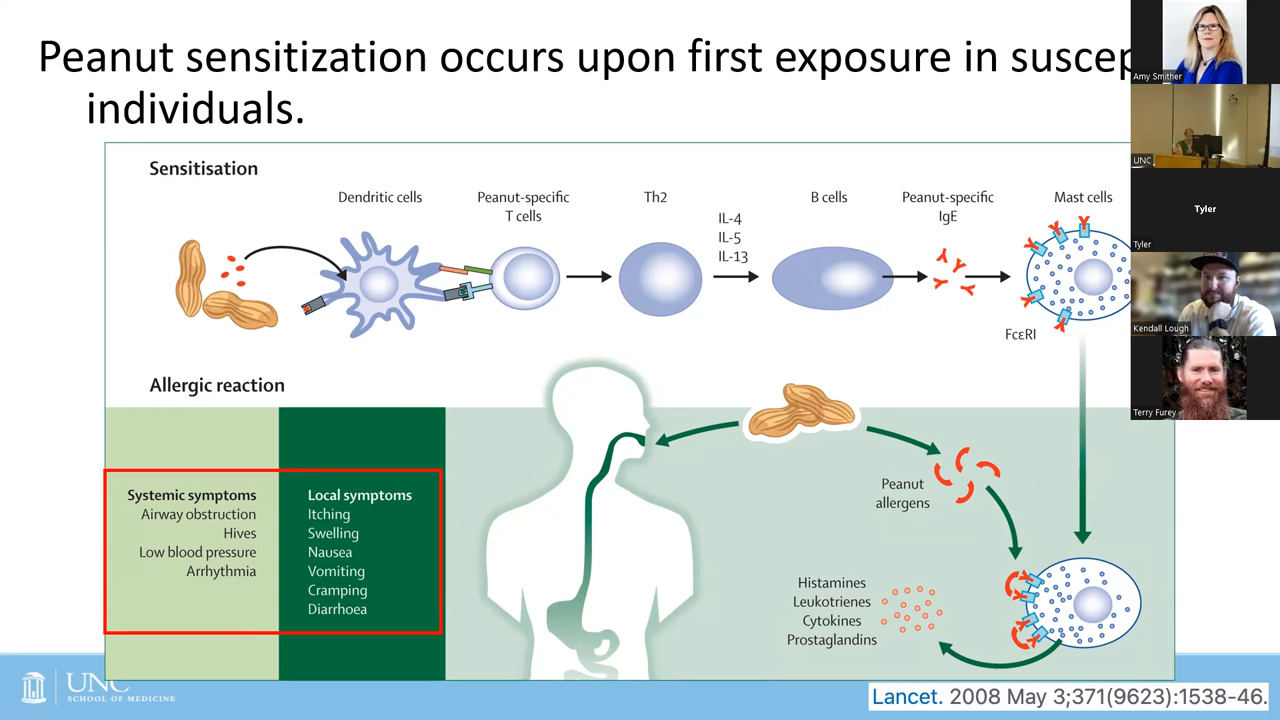 Peanut sensitization occurs upon first exposure in
individuals.
Sensitisation
Dendritic cells
Peanut-specific
T cells
Th2
IL-4
IL-5
IL-13
B cells
Peanut-specific
IgE
Mast cells
FcεRI
Allergic reaction
Systemic symptoms
Airway obstruction
Hives
Low blood pressure
Arrhythmia
Local symptoms
Itching
Swelling
Nausea
Vomiting
Cramping
Diarrhoea
Peanut
allergens
Histamines
Leukotrienes
Cytokines
Prostaglandins
UNC
SCHOOL OF MEDICINE
Lancet. 2008 May 3;371(9623):1538-46.
Amy Smither
UNC
Tyler
Tyler
Kendall Lough
Terry Furey